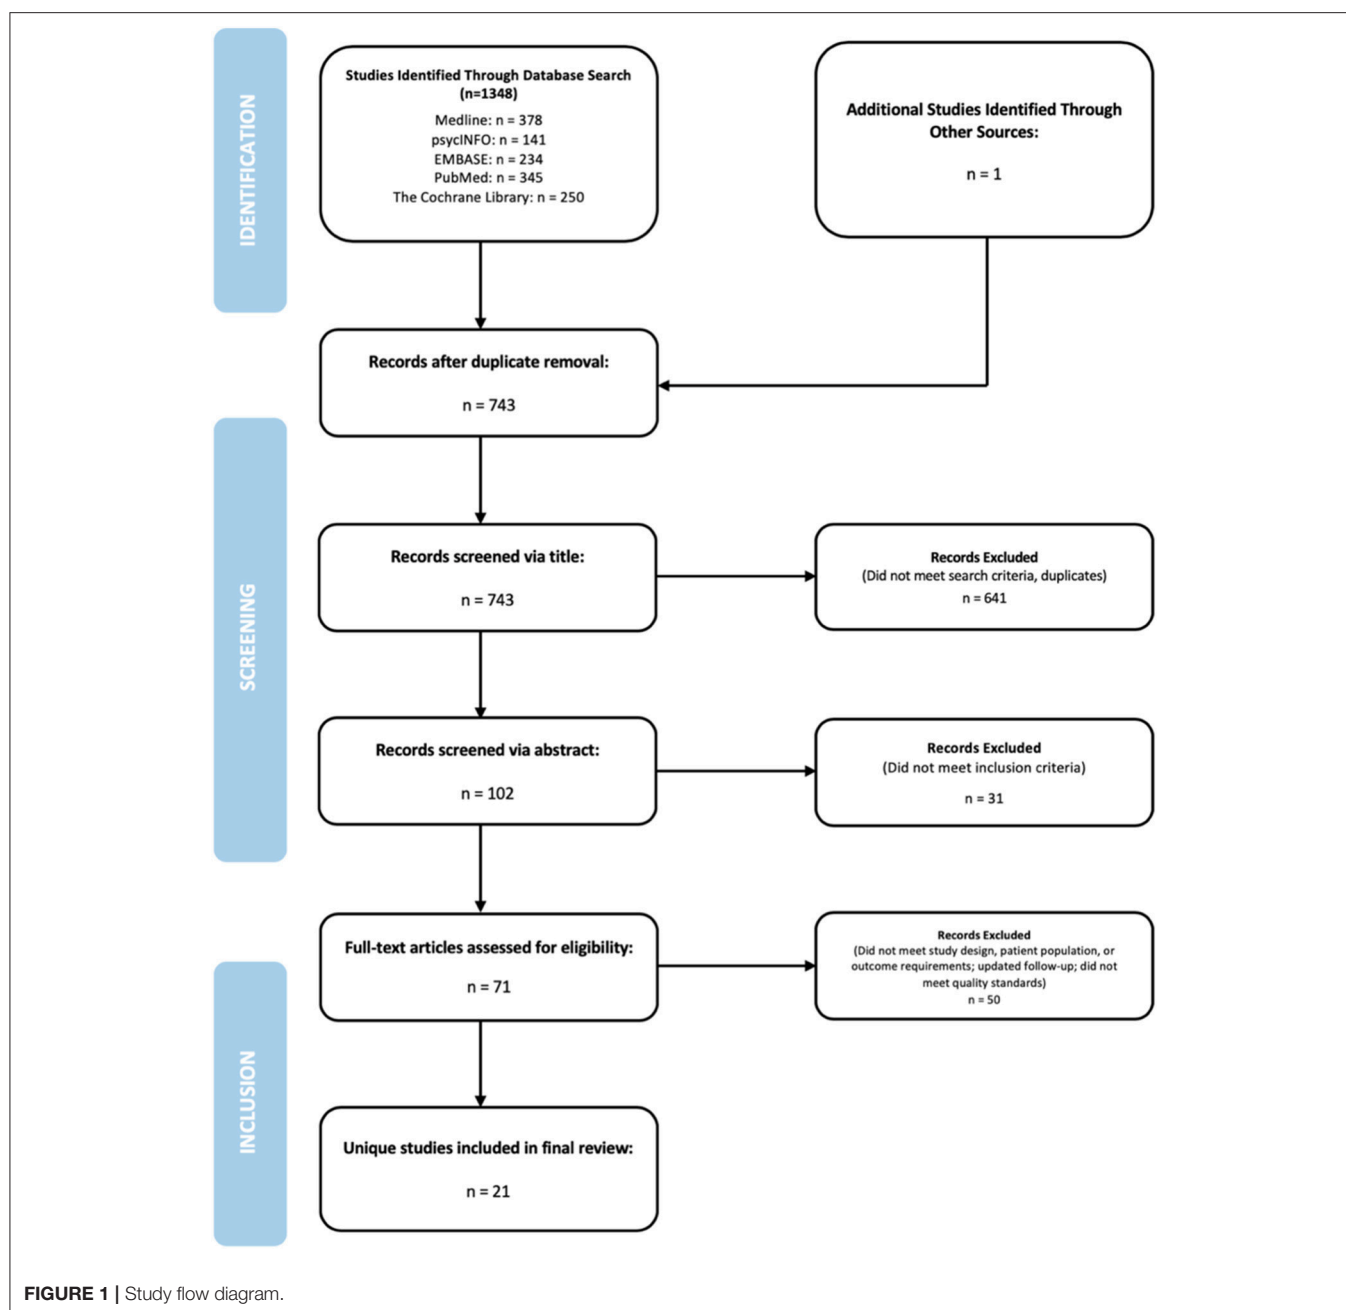 IDENTIFICATION
Studies Identified Through Database Search
(n=1348)
Medline: n = 378
psycINFO: n = 141
EMBASE: n = 234
PubMed: n = 345
The Cochrane Library: n = 250
Additional Studies Identified Through
Other Sources:
n = 1
Records after duplicate removal:
n = 743
SCREENING
Records screened via title:
n = 743
Records Excluded
(Did not meet search criteria, duplicates)
n = 641
Records screened via abstract:
n = 102
Records Excluded
(Did not meet inclusion criteria)
n = 31
Full-text articles assessed for eligibility:
n = 71
Records Excluded
(Did not meet study design, patient population, or
outcome requirements; updated follow-up; did not
meet quality standards)
n = 50
INCLUSION
Unique studies included in final review:
n = 21
FIGURE 1 | Study flow diagram.